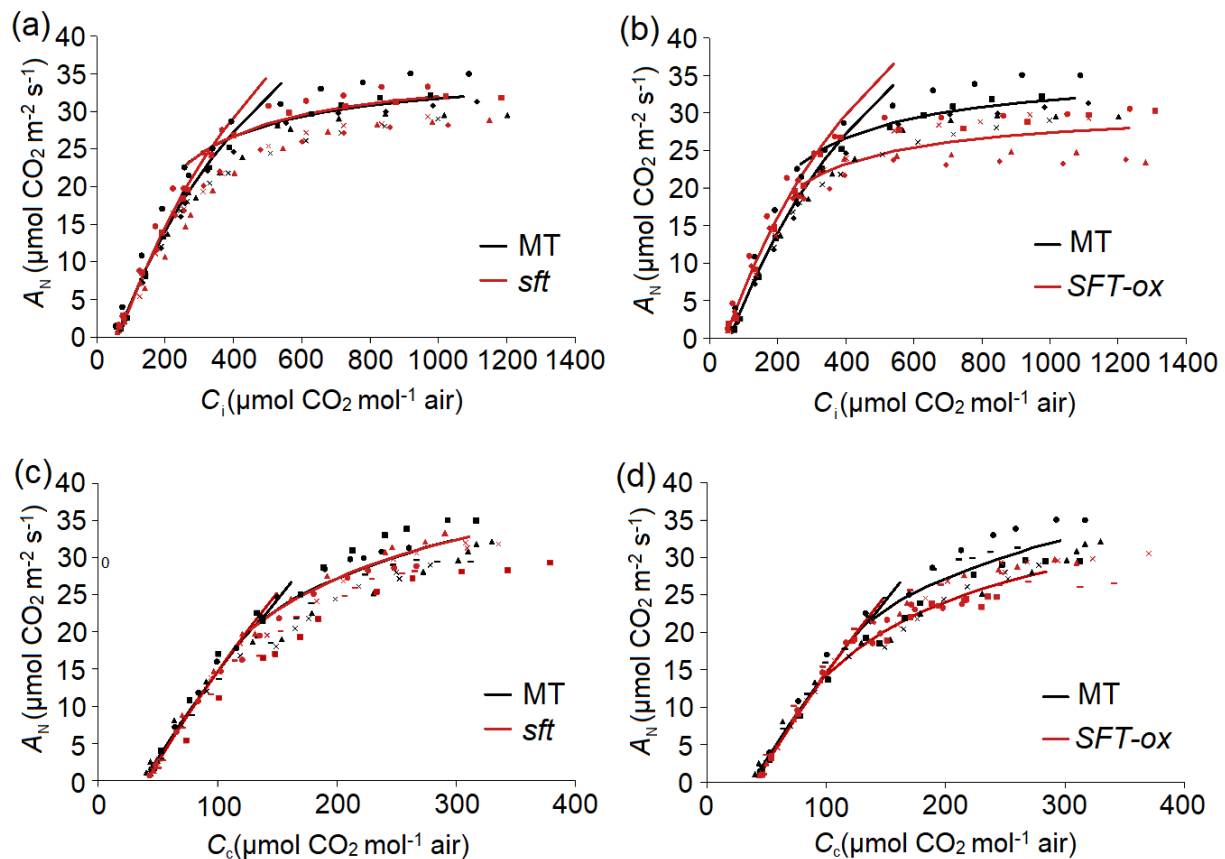 (a)
40
35
30
25
20
15
10
5
0
A_N (µmol CO₂ m⁻² s⁻¹)
MT
sft
0 200 400 600 800 1000 1200 1400
C_i (µmol CO₂ mol⁻¹ air)
(b)
40
35
30
25
20
15
10
5
0
A_N (µmol CO₂ m⁻² s⁻¹)
MT
SFT-ox
0 200 400 600 800 1000 1200 1400
C_i (µmol CO₂ mol⁻¹ air)
(c)
40
35
30
25
20
15
10
5
0
0
A_N (µmol CO₂ m⁻² s⁻¹)
MT
sft
0 100 200 300 400
C_c (µmol CO₂ mol⁻¹ air)
(d)
40
35
30
25
20
15
10
5
0
A_N (µmol CO₂ m⁻² s⁻¹)
MT
SFT-ox
0 100 200 300 400
C_c (µmol CO₂ mol⁻¹ air)